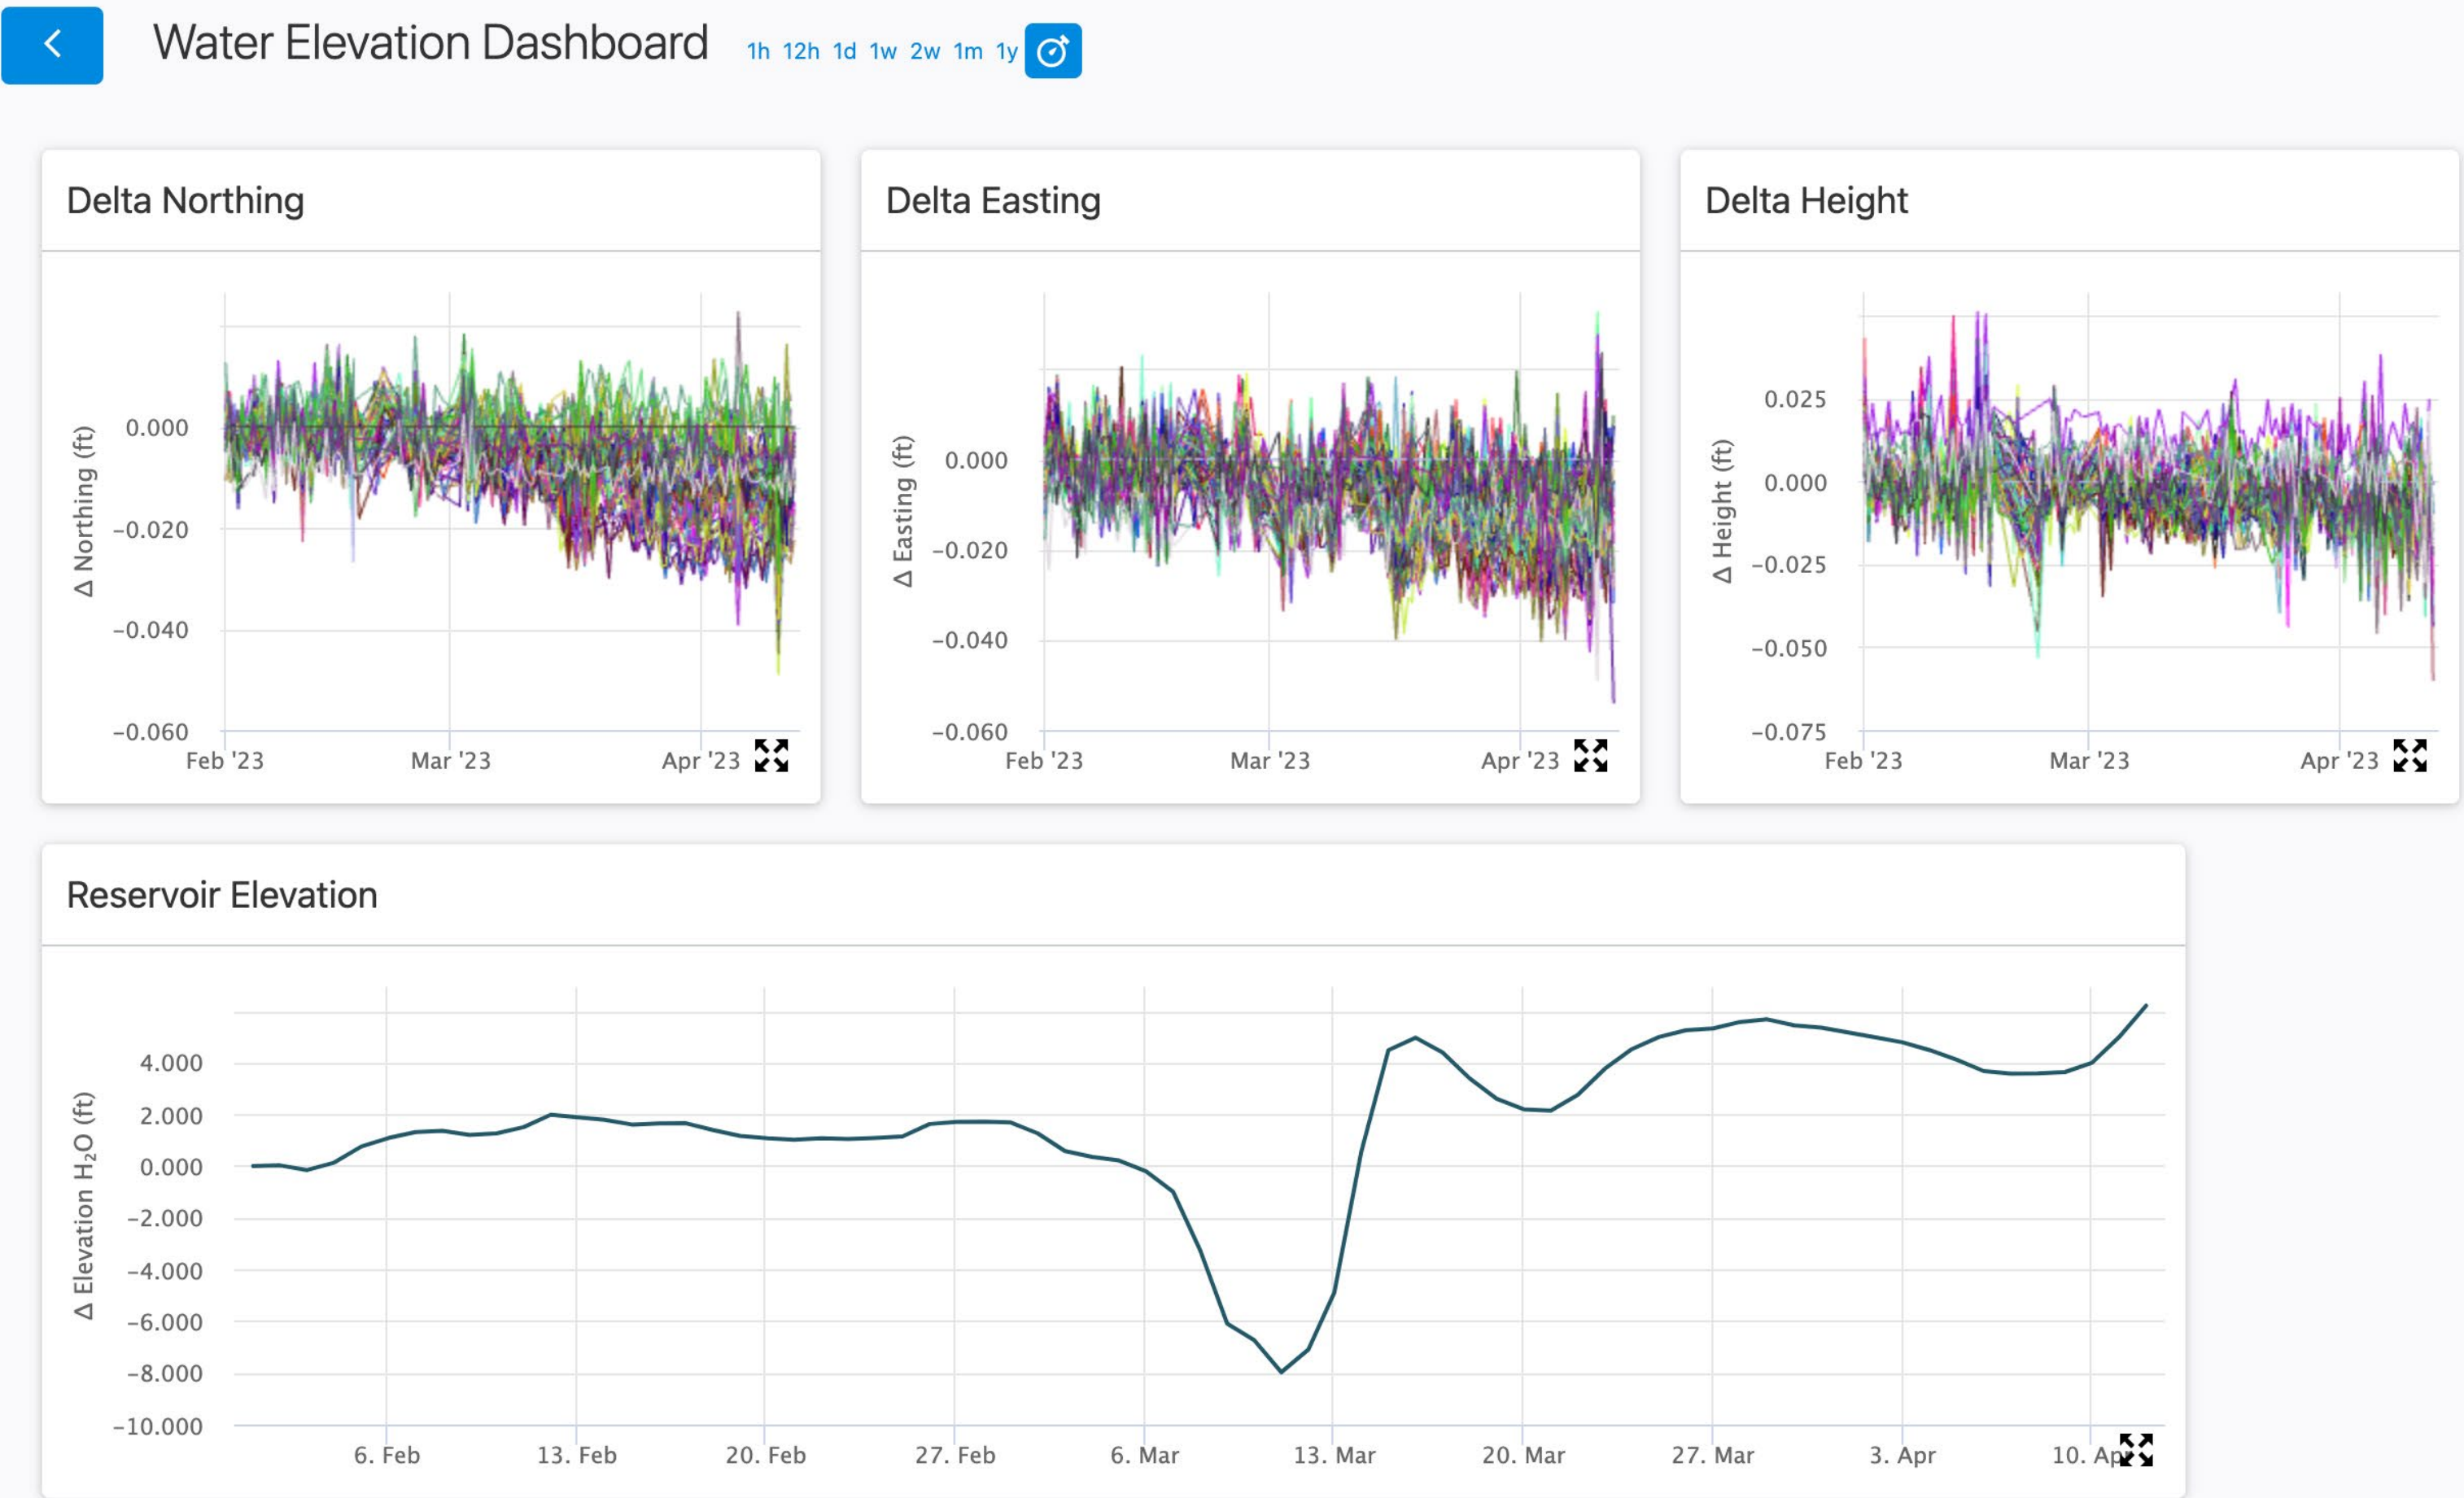 Water Elevation Dashboard 1h 12h 1d 1w 2w 1m 1y
Delta Northing
Δ Northing (ft)
0.000
−0.020
−0.040
−0.060
Feb '23 Mar '23 Apr '23
Delta Easting
Δ Easting (ft)
0.000
−0.020
−0.040
−0.060
Feb '23 Mar '23 Apr '23
Delta Height
Δ Height (ft)
0.025
0.000
−0.025
−0.050
−0.075
Feb '23 Mar '23 Apr '23
Reservoir Elevation
Δ Elevation H₂O (ft)
4.000
2.000
0.000
−2.000
−4.000
−6.000
−8.000
−10.000
6. Feb 13. Feb 20. Feb 27. Feb 6. Mar 13. Mar 20. Mar 27. Mar 3. Apr 10. Apr